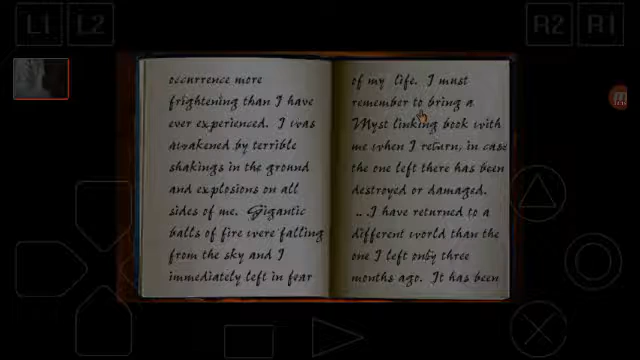 L1
L2
R2
R1
occurrence more
frightening than I have
ever experienced. I was
awakened by terrible
shakings in the ground
and explosions on all
sides of me. Gigantic
balls of fire were falling
from the sky and I
immediately left in fear
of my life. I must
remember to bring a
Myst linking book with
me when I return, in case
the one left there has been
destroyed or damaged.
...I have returned to a
different world than the
one I left only three
months ago. It has been